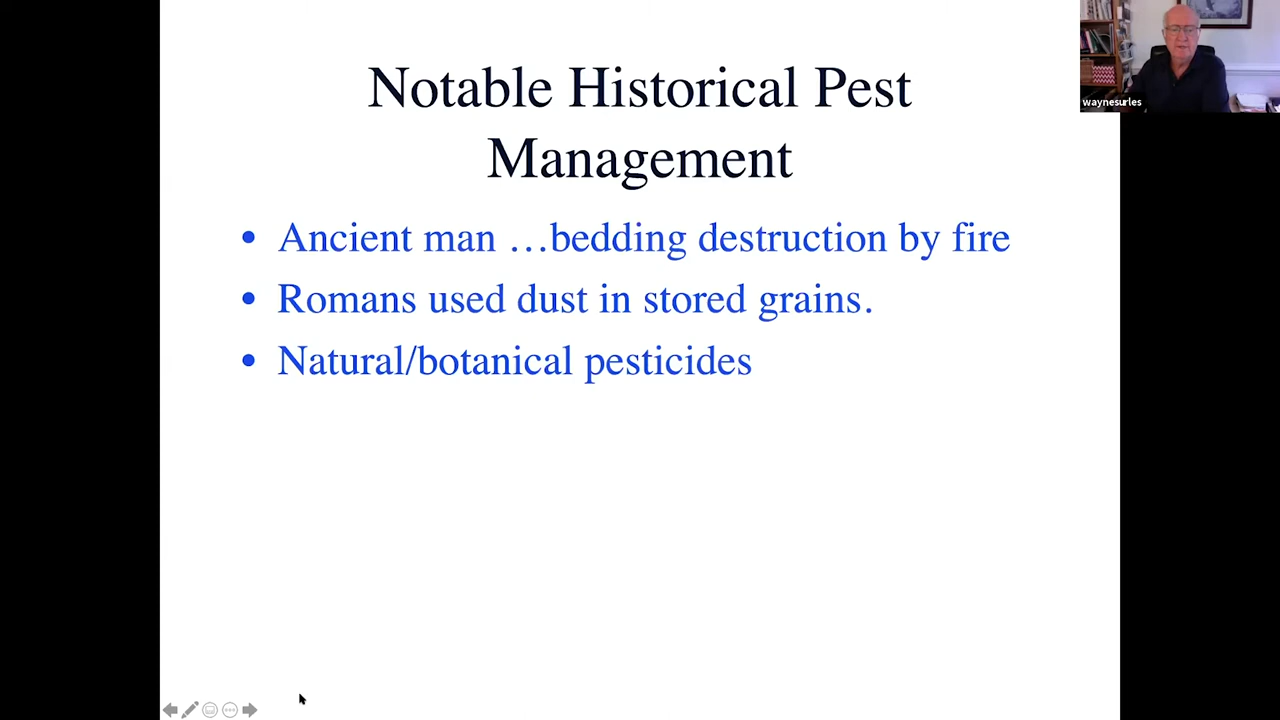 Notable Historical Pest
Management
• Ancient man …bedding destruction by fire
• Romans used dust in stored grains.
• Natural/botanical pesticides
waynesurles